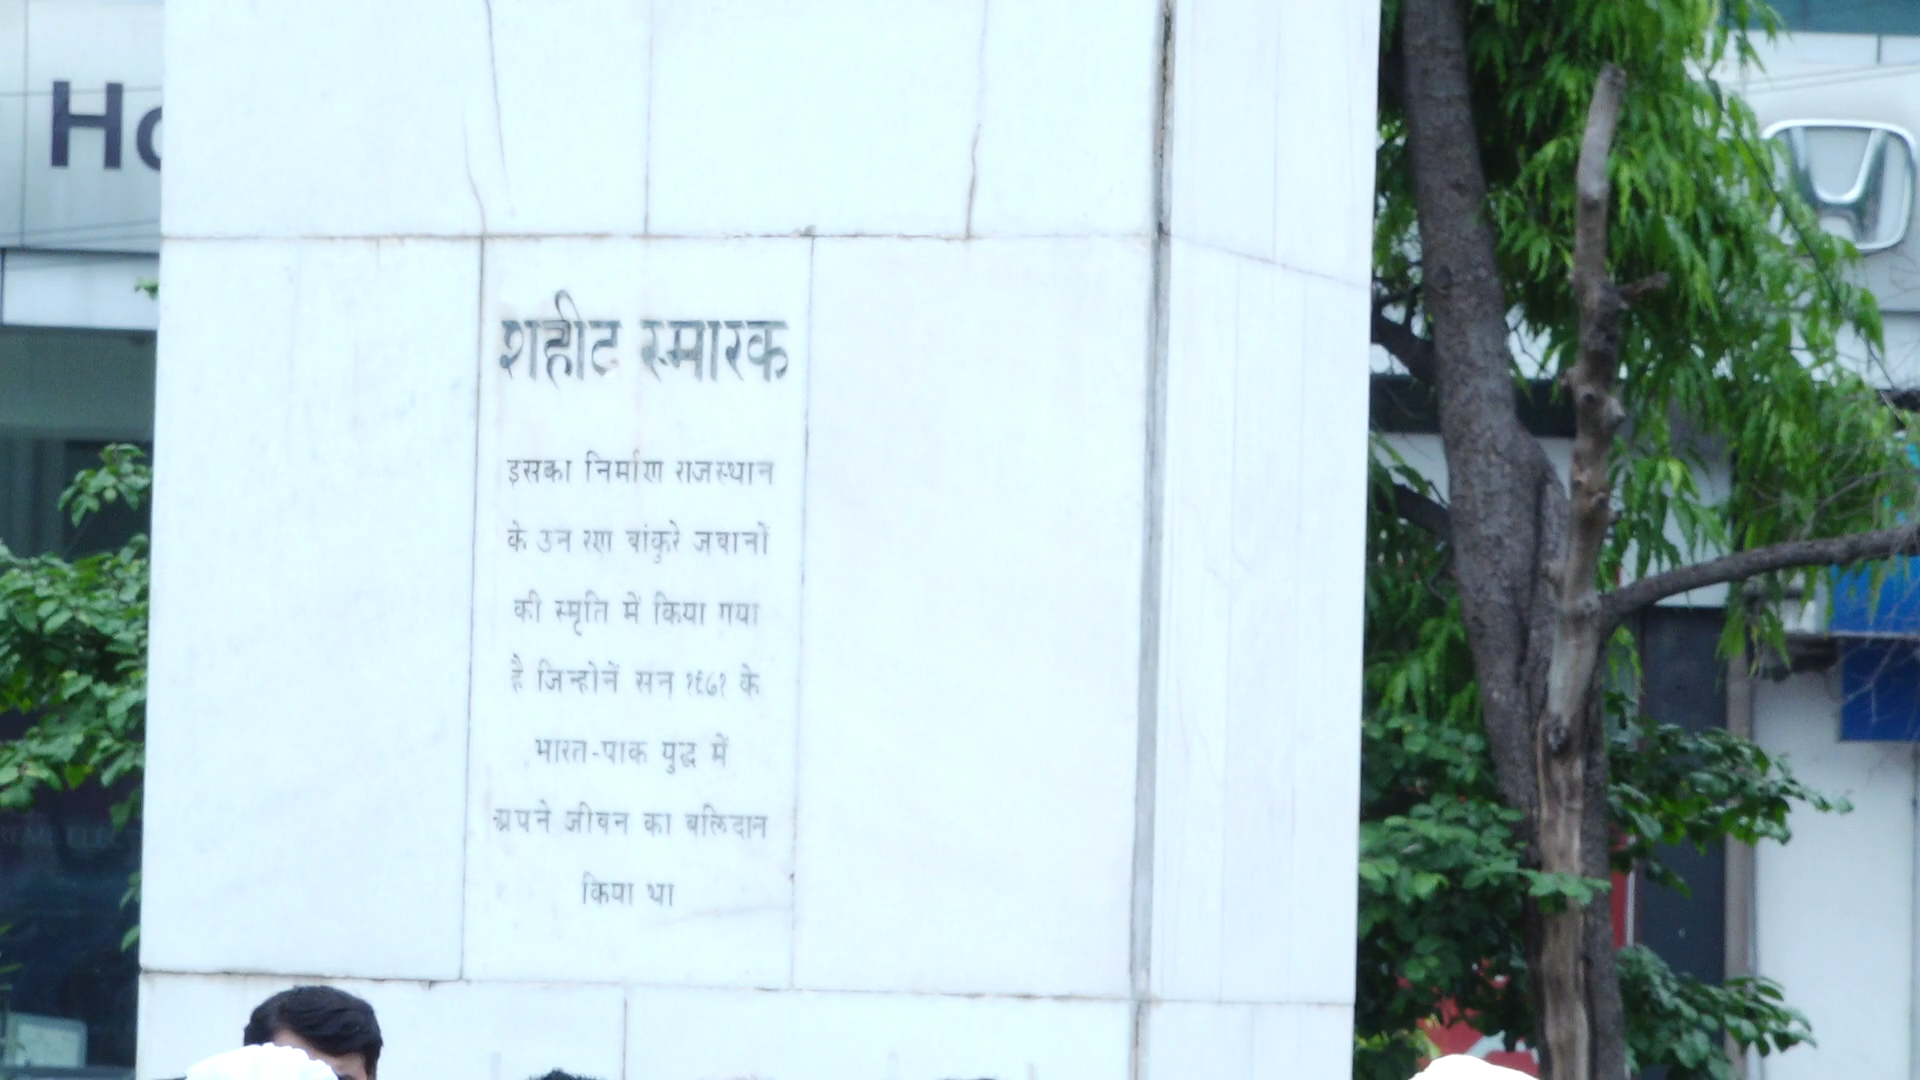 Ho
शहीद स्मारक
इसका निर्माण राजस्थान
के उन रण बांकुरे जवानों
की स्मृति में किया गया
है जिन्होनें सन् १९७१ के
भारत-पाक युद्ध में
अपने जीवन का बलिदान
किया था